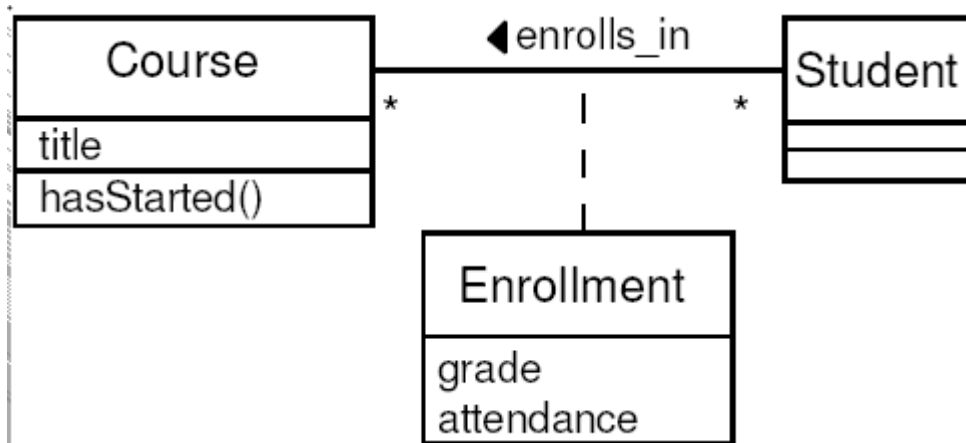 Course
title
hasStarted()
◀enrolls_in
*
*
Student
Enrollment
grade
attendance